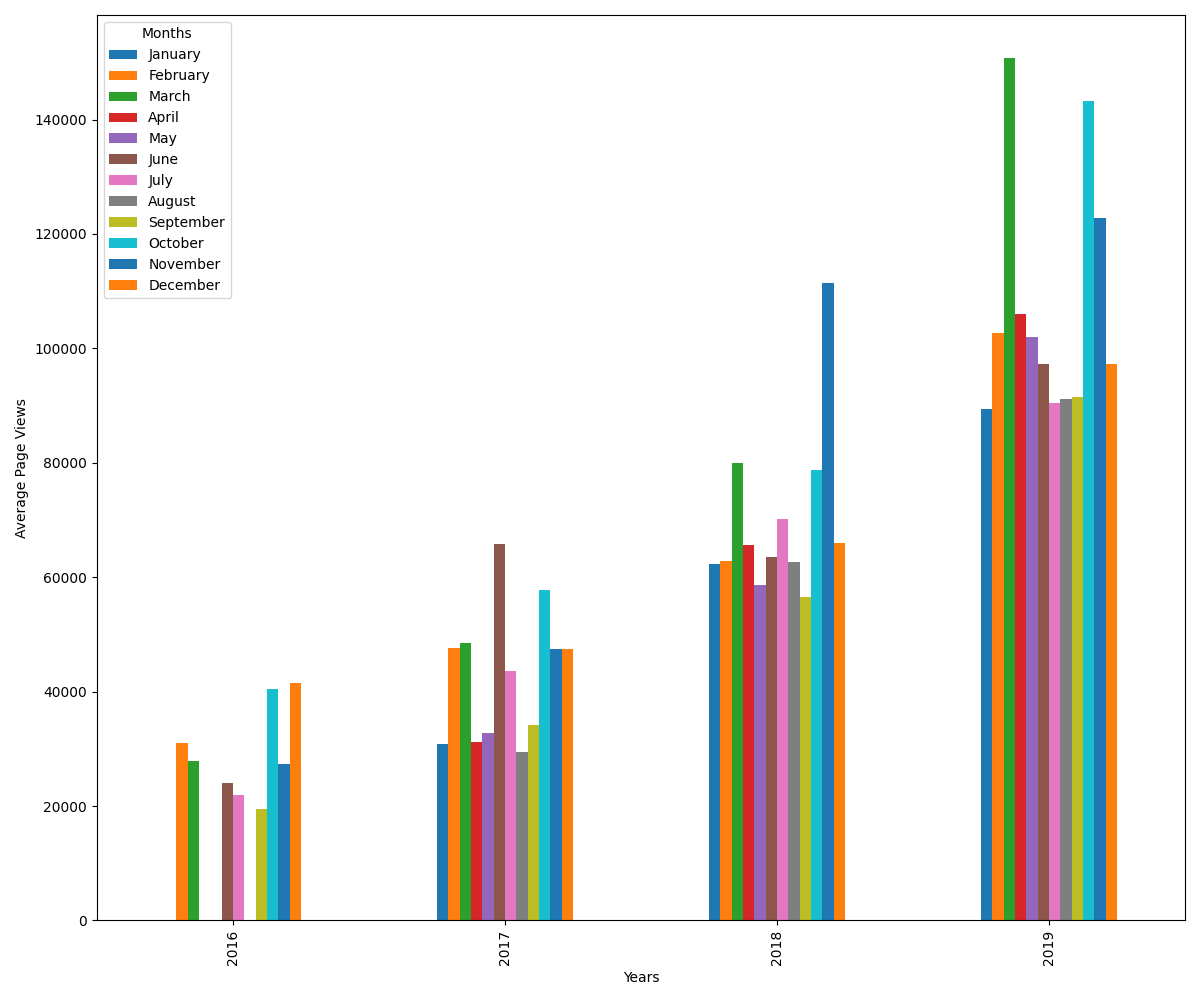 Months
January
February
March
April
May
June
July
August
September
October
November
December
140000
120000
100000
80000
60000
40000
20000
0
Average Page Views
2016
2017
2018
2019
Years